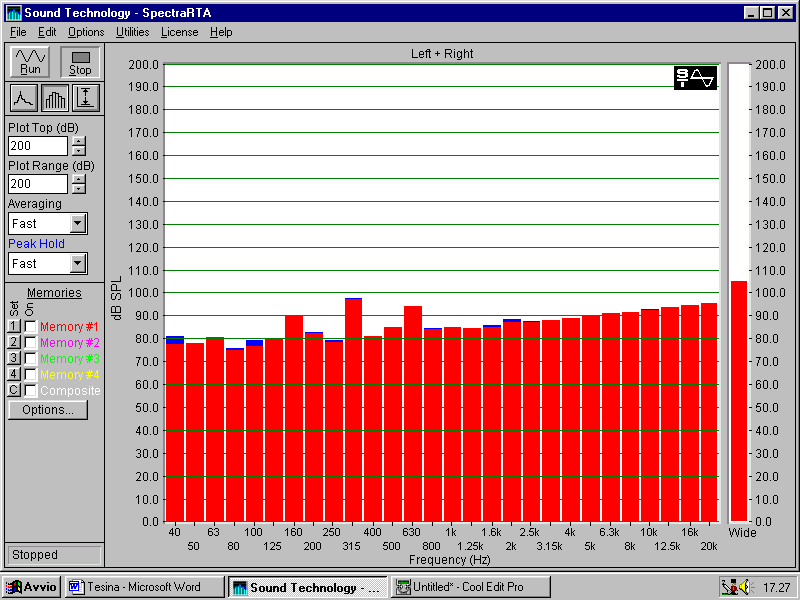 Sound Technology - SpectraRTA
File Edit Options Utilities License Help
Run Stop
Plot Top (dB)
200
Plot Range (dB)
200
Averaging
Fast
Peak Hold
Fast
Memories
Set On
1 Memory #1
2 Memory #2
3 Memory #3
4 Memory #4
C Composite
Options...
Stopped
Left + Right
ST
dB SPL
200.0 200.0
190.0 190.0
180.0 180.0
170.0 170.0
160.0 160.0
150.0 150.0
140.0 140.0
130.0 130.0
120.0 120.0
110.0 110.0
100.0 100.0
90.0 90.0
80.0 80.0
70.0 70.0
60.0 60.0
50.0 50.0
40.0 40.0
30.0 30.0
20.0 20.0
10.0 10.0
0.0 0.0
40 63 100 160 250 400 630 1k 1.6k 2.5k 4k 6.3k 10k 16k Wide
50 80 125 200 315 500 800 1.25k 2k 3.15k 5k 8k 12.5k 20k
Frequency (Hz)
Avvio Tesina - Microsoft Word Sound Technology - ... Untitled* - Cool Edit Pro 17.27